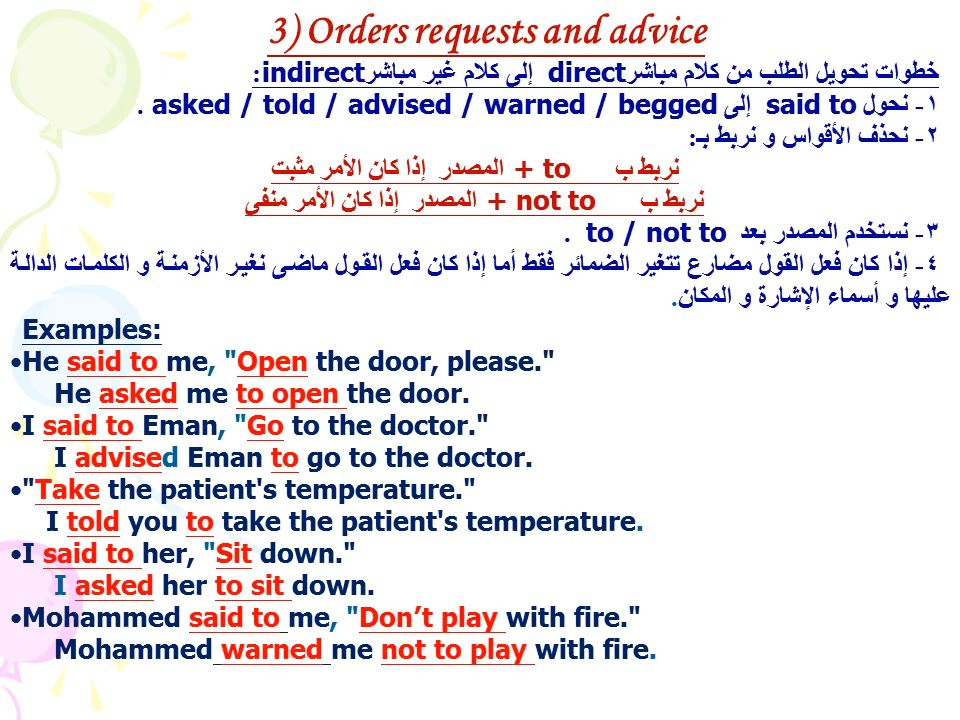 3) Orders requests and advice
خطوات تحويل الطلب من كلام مباشر direct إلى كلام غير مباشر indirect:
١- نحول said to إلى asked / told / advised / warned / begged .
٢- نحذف الأقواس و نربط بـ:
نربط ب to + المصدر إذا كان الأمر مثبت
نربط ب not to + المصدر إذا كان الأمر منفى
٣- نستخدم المصدر بعد to / not to .
٤- إذا كان فعل القول مضارع تتغير الضمائر فقط أما إذا كان فعل القول ماضى نغير الأزمنة و الكلمات الدالة
عليها و أسماء الإشارة و المكان.
Examples:
•He said to me, "Open the door, please."
He asked me to open the door.
•I said to Eman, "Go to the doctor."
I advised Eman to go to the doctor.
•"Take the patient's temperature."
I told you to take the patient's temperature.
•I said to her, "Sit down."
I asked her to sit down.
•Mohammed said to me, "Don’t play with fire."
Mohammed warned me not to play with fire.